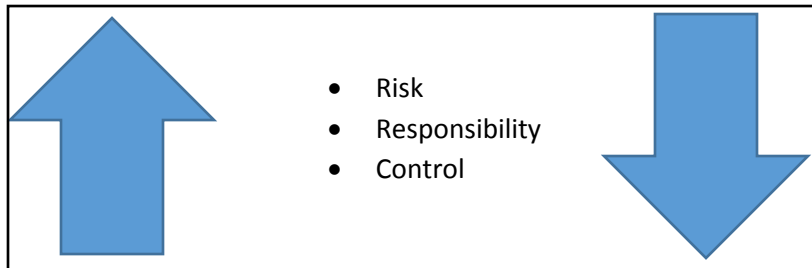 • Risk
• Responsibility
• Control